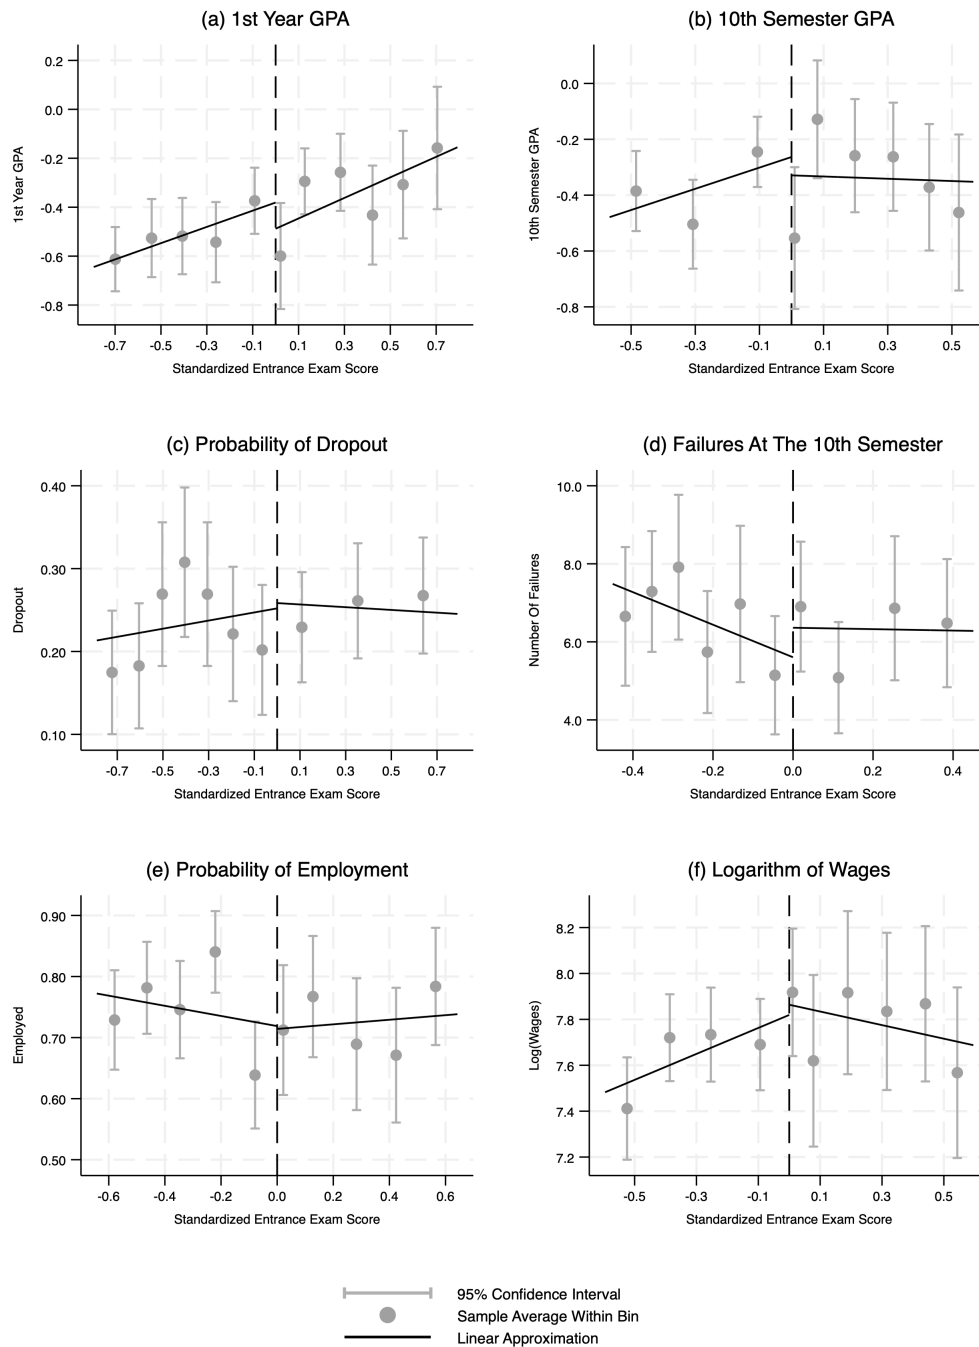 (a) 1st Year GPA
1st Year GPA
0.2
0.0
-0.2
-0.4
-0.6
-0.8
-0.7 -0.5 -0.3 -0.1 0.1 0.3 0.5 0.7
Standardized Entrance Exam Score
(b) 10th Semester GPA
10th Semester GPA
0.0
-0.2
-0.4
-0.6
-0.8
-0.5 -0.3 -0.1 0.1 0.3 0.5
Standardized Entrance Exam Score
(c) Probability of Dropout
Dropout
0.40
0.30
0.20
0.10
-0.7 -0.5 -0.3 -0.1 0.1 0.3 0.5 0.7
Standardized Entrance Exam Score
(d) Failures At The 10th Semester
Number Of Failures
10.0
8.0
6.0
4.0
-0.4 -0.2 0.0 0.2 0.4
Standardized Entrance Exam Score
(e) Probability of Employment
Employed
0.90
0.80
0.70
0.60
0.50
-0.6 -0.4 -0.2 0.0 0.2 0.4 0.6
Standardized Entrance Exam Score
(f) Logarithm of Wages
Log(Wages)
8.2
8.0
7.8
7.6
7.4
7.2
-0.5 -0.3 -0.1 0.1 0.3 0.5
Standardized Entrance Exam Score
95% Confidence Interval
Sample Average Within Bin
Linear Approximation